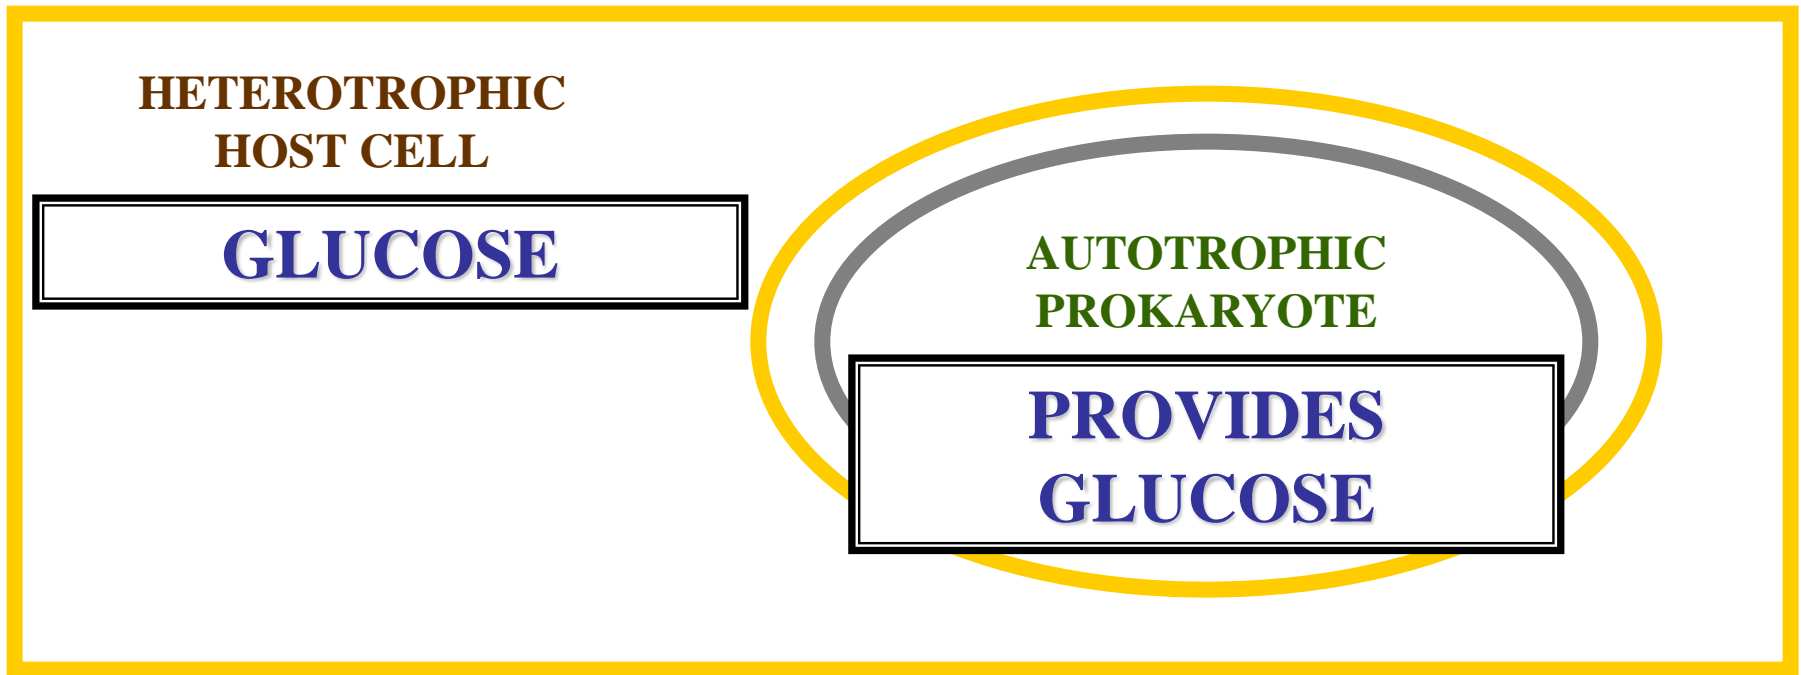 HETEROTROPHIC
HOST CELL
GLUCOSE
AUTOTROPHIC
PROKARYOTE
PROVIDES
GLUCOSE